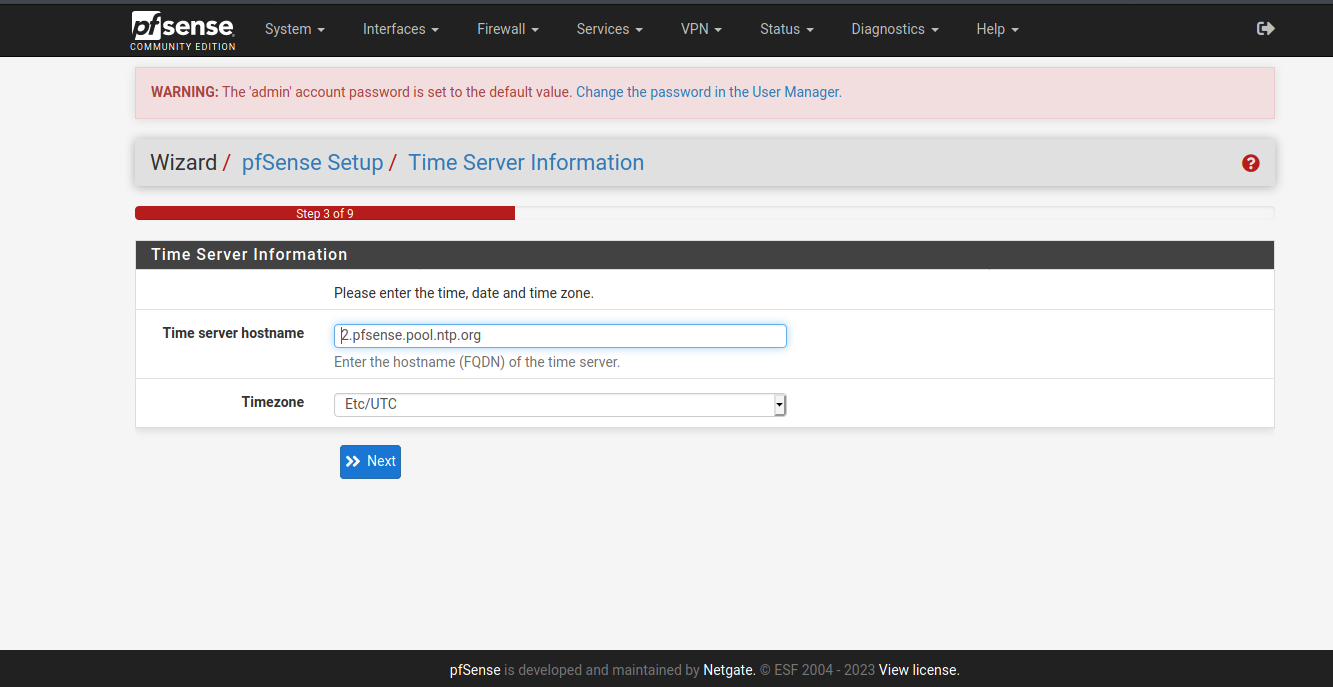 pfsense
COMMUNITY EDITION
System Interfaces Firewall Services VPN Status Diagnostics Help
WARNING: The 'admin' account password is set to the default value. Change the password in the User Manager.
Wizard / pfSense Setup / Time Server Information
Step 3 of 9
Time Server Information
Please enter the time, date and time zone.
Time server hostname 2.pfsense.pool.ntp.org
Enter the hostname (FQDN) of the time server.
Timezone Etc/UTC
Next
pfSense is developed and maintained by Netgate. © ESF 2004 - 2023 View license.